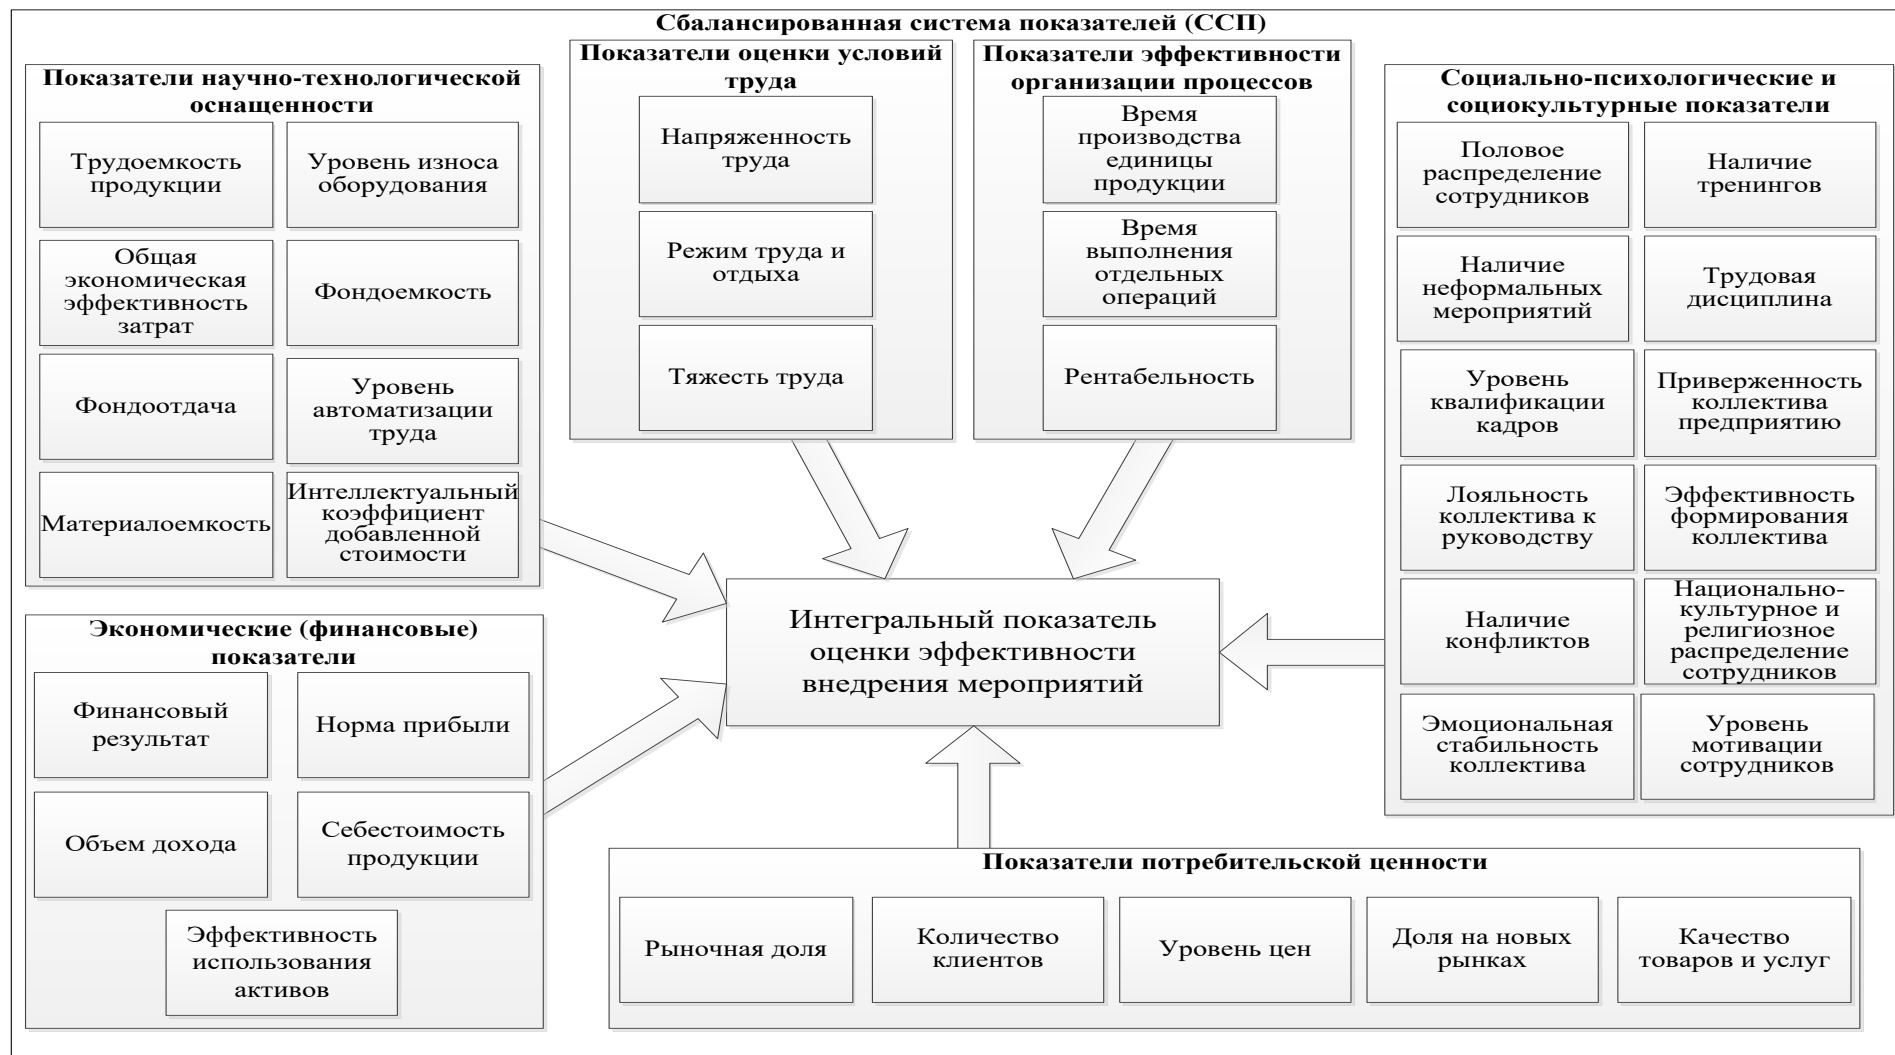 Сбалансированная система показателей (ССП)
Показатели научно-технологической
оснащенности
Трудоемкость
продукции
Уровень износа
оборудования
Общая
экономическая
эффективность
затрат
Фондоемкость
Фондоотдача
Уровень
автоматизации
труда
Материалоемкость
Интеллектуальный
коэффициент
добавленной
стоимости
Показатели оценки условий
труда
Напряженность
труда
Режим труда и
отдыха
Тяжесть труда
Показатели эффективности
организации процессов
Время
производства
единицы
продукции
Время
выполнения
отдельных
операций
Рентабельность
Социально-психологические и
социокультурные показатели
Половое
распределение
сотрудников
Наличие
тренингов
Наличие
неформальных
мероприятий
Трудовая
дисциплина
Уровень
квалификации
кадров
Приверженность
коллектива
предприятию
Лояльность
коллектива к
руководству
Эффективность
формирования
коллектива
Наличие
конфликтов
Национально-
культурное и
религиозное
распределение
сотрудников
Эмоциональная
стабильность
коллектива
Уровень
мотивации
сотрудников
Интегральный показатель
оценки эффективности
внедрения мероприятий
Экономические (финансовые)
показатели
Финансовый
результат
Норма прибыли
Объем дохода
Себестоимость
продукции
Эффективность
использования
активов
Показатели потребительской ценности
Рыночная доля
Количество
клиентов
Уровень цен
Доля на новых
рынках
Качество
товаров и услуг